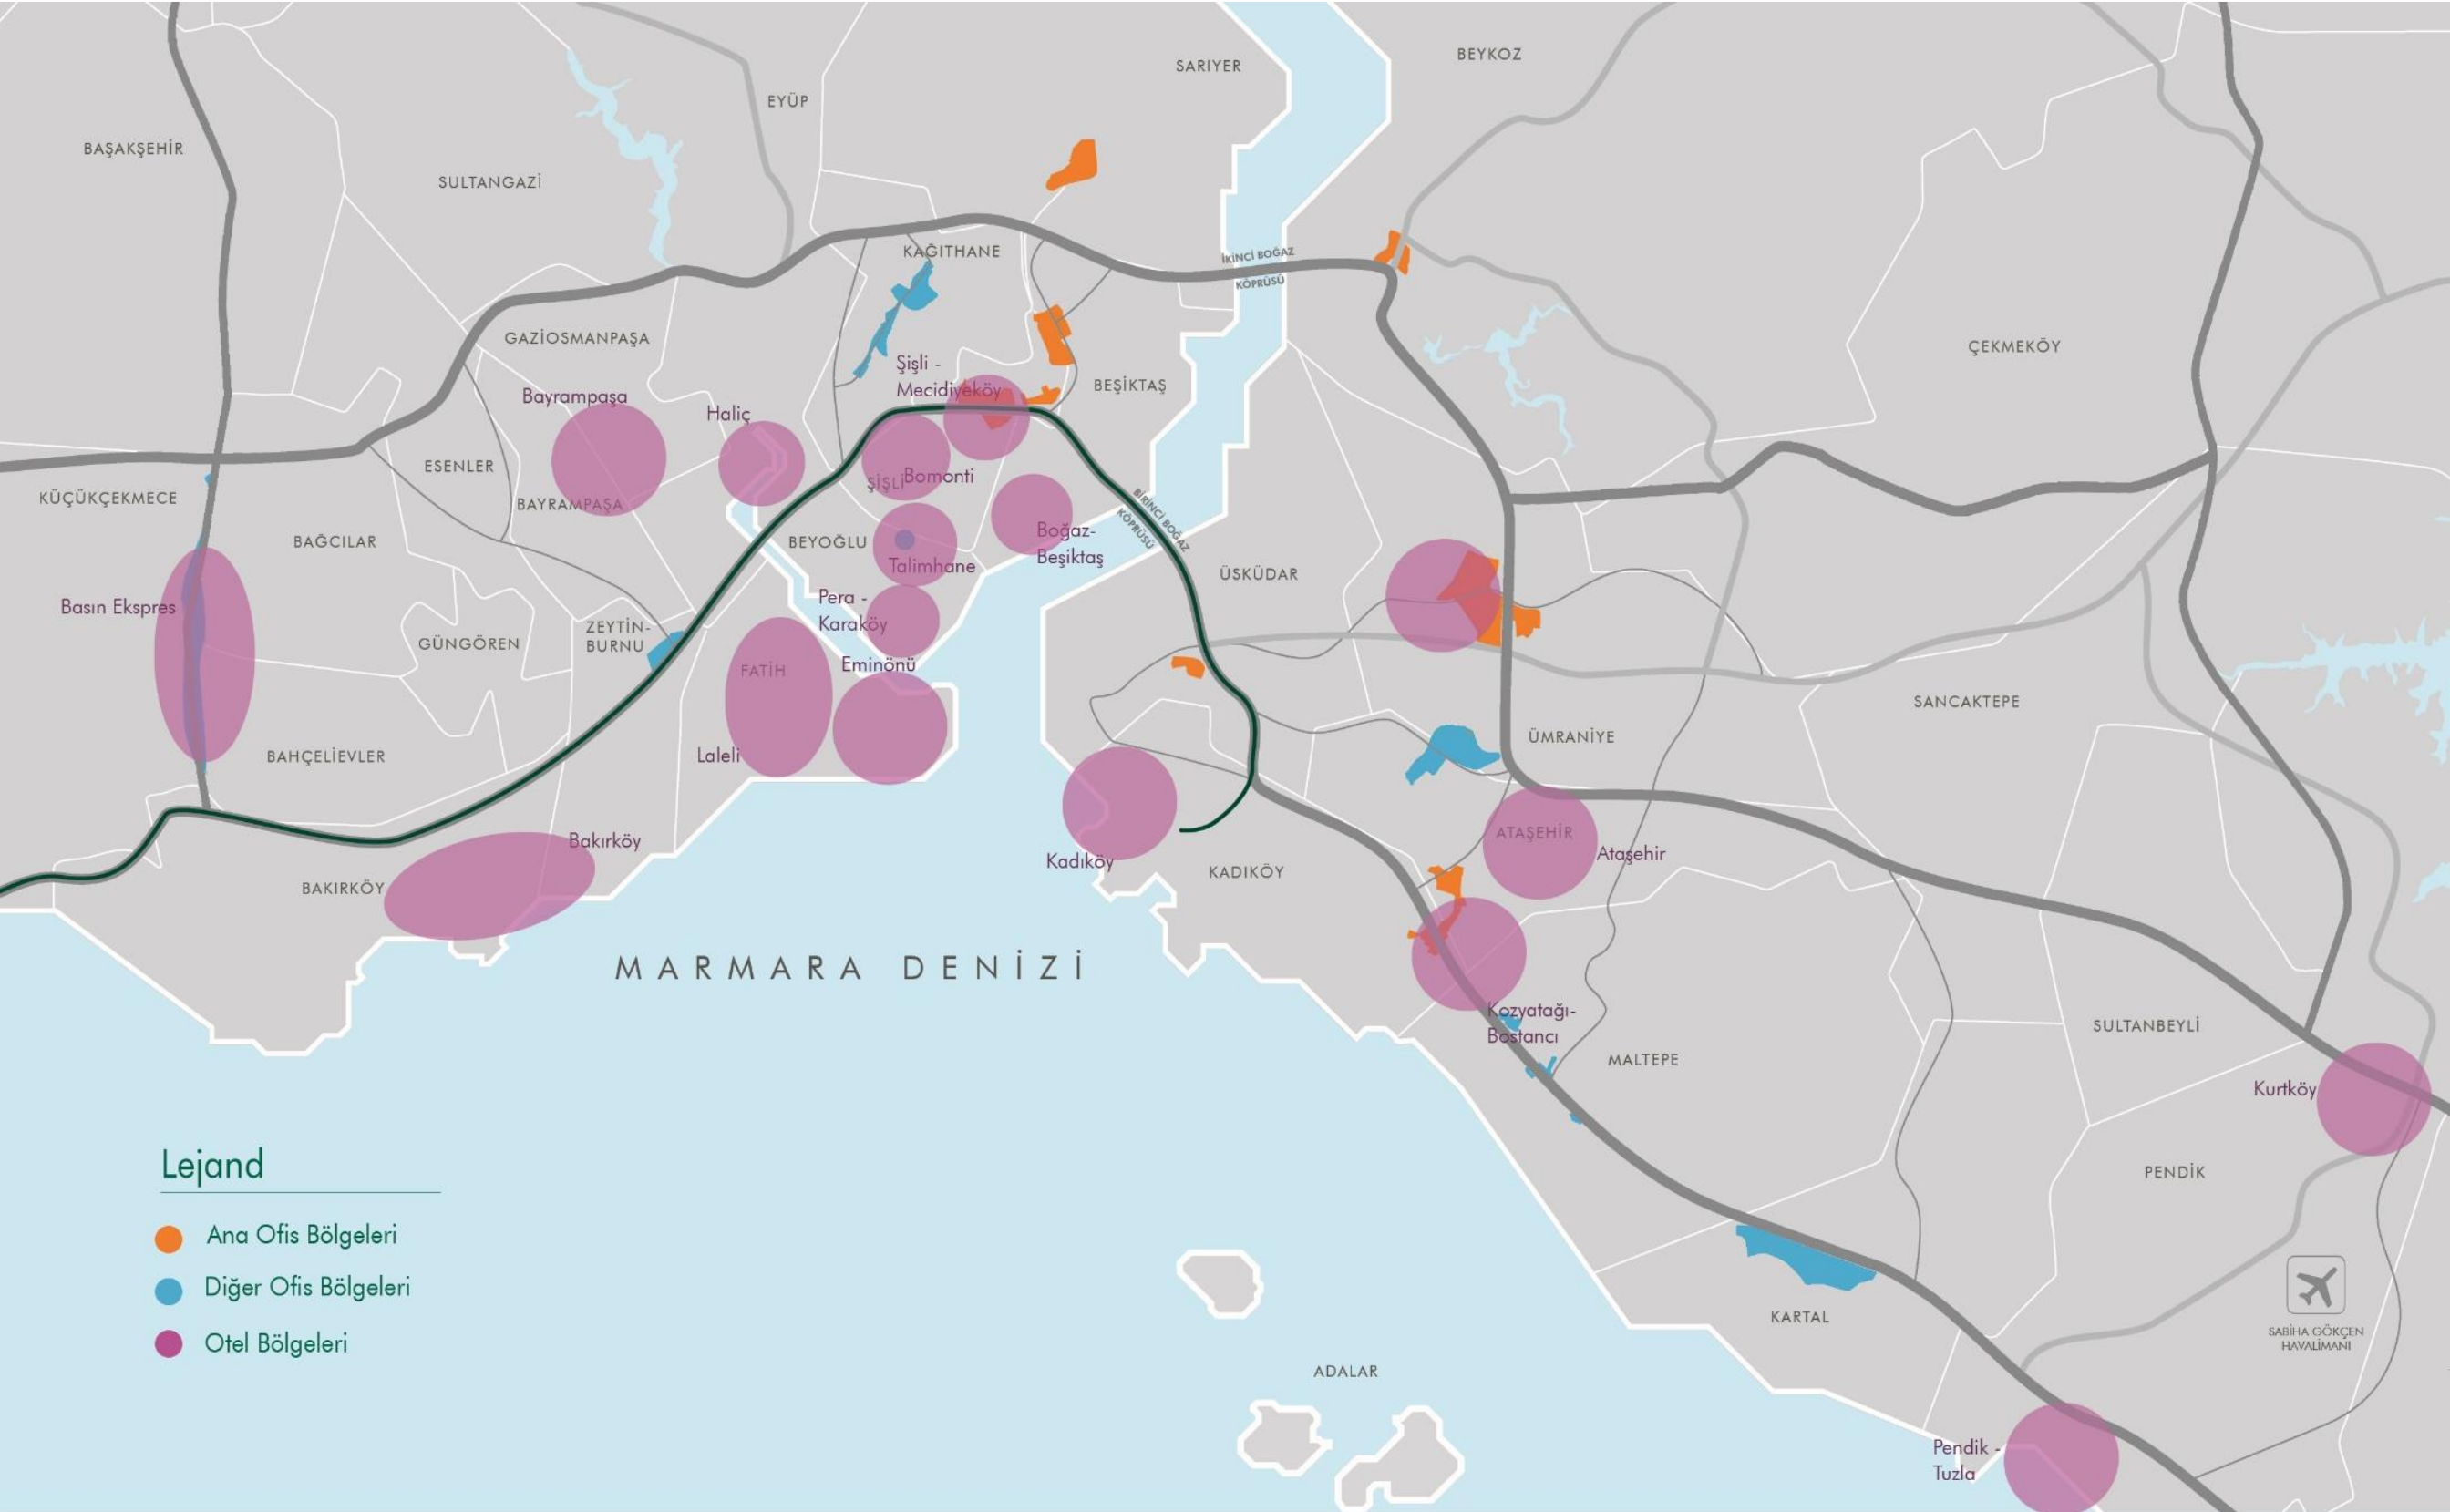 SARIYER
BEYKOZ
EYÜP
BAŞAKŞEHİR
SULTANGAZİ
KAĞITHANE
İKİNCİ BOĞAZ
KÖPRÜSÜ
GAZİOSMANPAŞA
ÇEKMEKÖY
Şişli -
Mecidiyeköy
BEŞİKTAŞ
Bayrampaşa
Haliç
ESENLER
KÜÇÜKÇEKMECE
ŞİŞLİ
Bomonti
BAYRAMPAŞA
BİRİNCİ BOĞAZ
KÖPRÜSÜ
BAĞCILAR
BEYOĞLU
Boğaz-
Beşiktaş
Talimhane
ÜSKÜDAR
Basın Ekspres
Pera -
Karaköy
ZEYTİN-
BURNU
GÜNGÖREN
FATİH
Eminönü
SANCAKTEPE
ÜMRANİYE
Laleli
BAHÇELİEVLER
ATAŞEHİR
Ataşehir
Bakırköy
Kadıköy
KADIKÖY
BAKIRKÖY
MARMARA DENİZİ
Kozyatağı-
Bostancı
SULTANBEYLİ
MALTEPE
Kurtköy
PENDİK
Lejand
Ana Ofis Bölgeleri
Diğer Ofis Bölgeleri
Otel Bölgeleri
KARTAL
SABİHA GÖKÇEN
HAVALİMANI
ADALAR
Pendik -
Tuzla